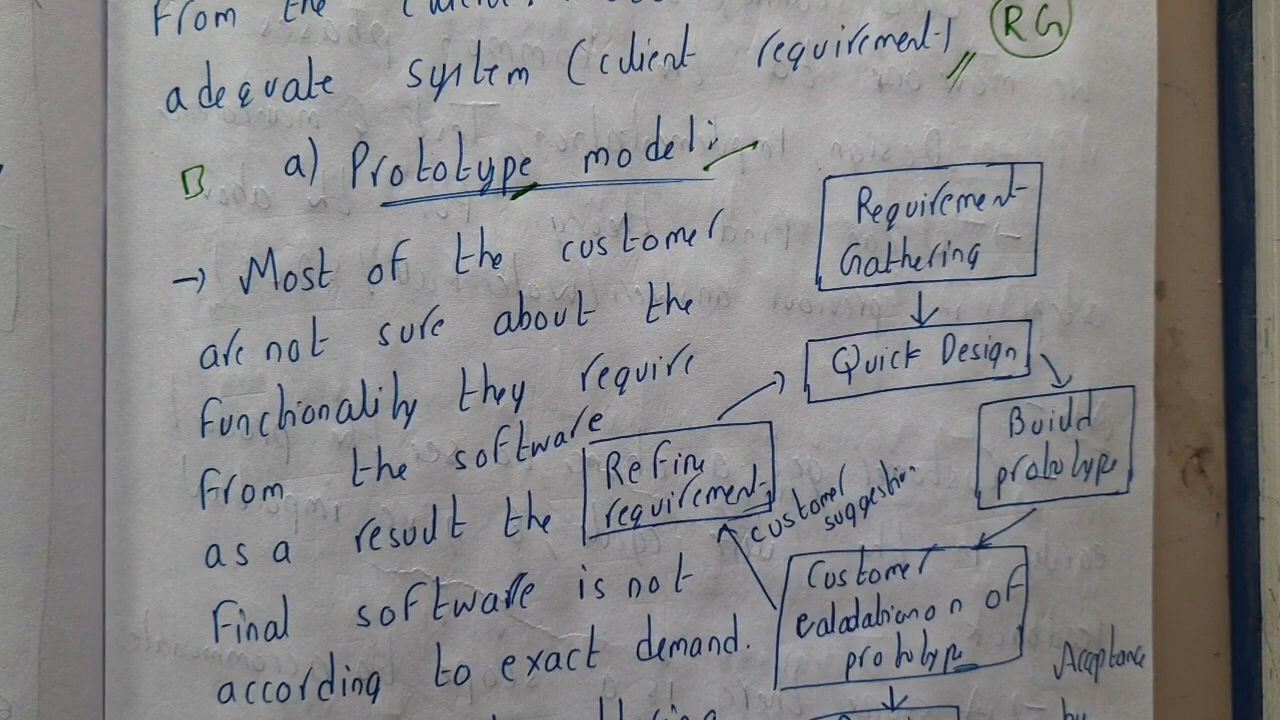 From the
adequate system (client requirement) RG
a) Prototype model:
→ Most of the customer
are not sure about the
functionality they require
from the software
as a result the
final software is not
according to exact demand.
Requirement
Gathering
Quick Design
Build
prototype
Customer
of
prototype
customer
suggestion
Refine
requirement
Acceptance
by